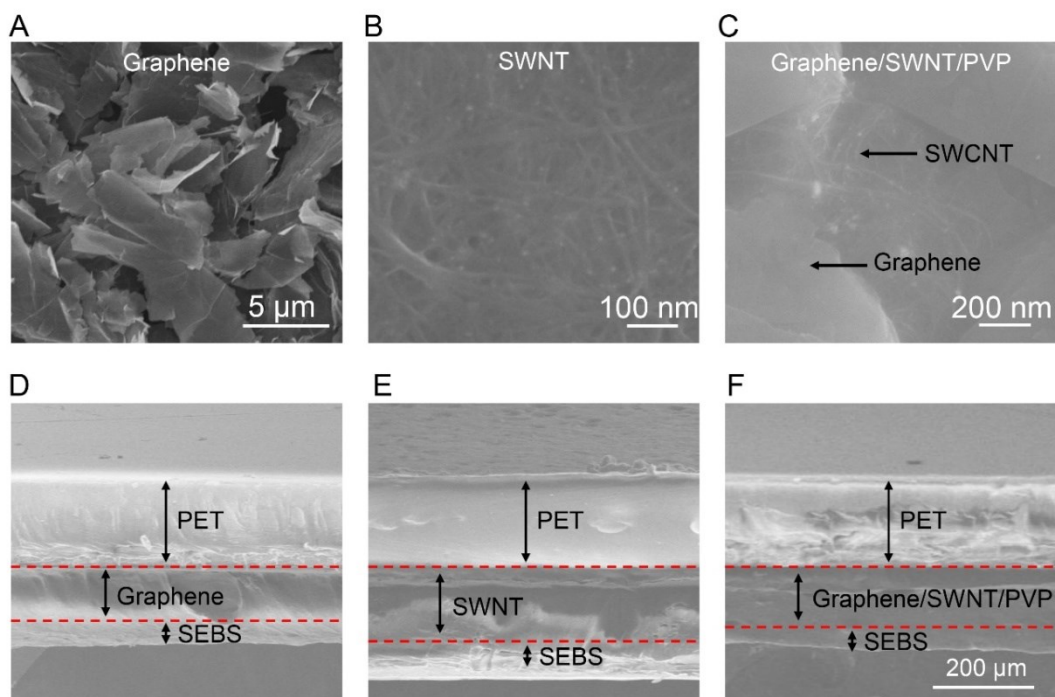 A
Graphene
5 μm
B
SWNT
100 nm
C
Graphene/SWNT/PVP
SWCNT
Graphene
200 nm
D
PET
Graphene
SEBS
E
PET
SWNT
SEBS
F
PET
Graphene/SWNT/PVP
SEBS
200 μm